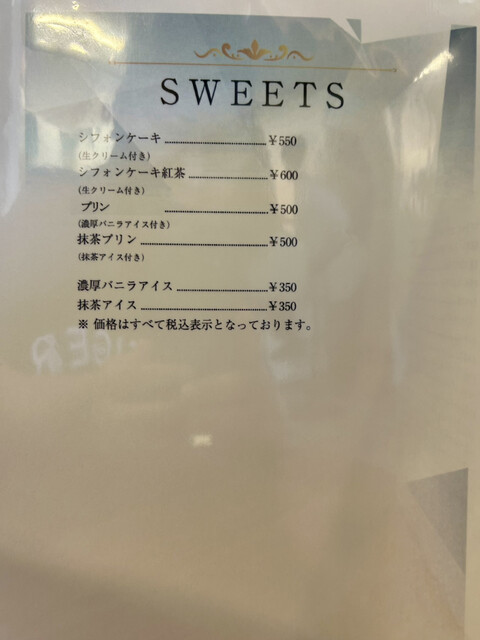 SWEETS
シフォンケーキ ¥550
(生クリーム付き)
シフォンケーキ紅茶 ¥600
(生クリーム付き)
プリン ¥500
(濃厚バニラアイス付き)
抹茶プリン ¥500
(抹茶アイス付き)
濃厚バニラアイス ¥350
抹茶アイス ¥350
※ 価格はすべて税込表示となっております。